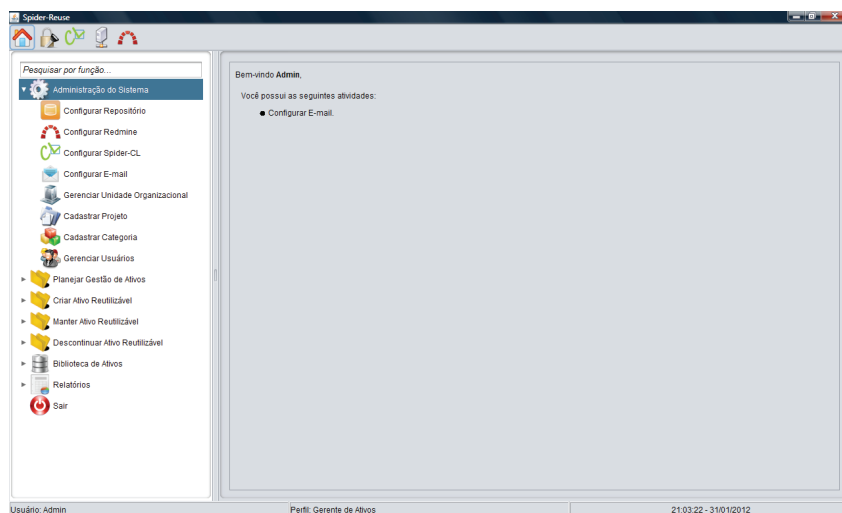 Spider-Reuse
Pesquisar por função...
Administração do Sistema
Configurar Repositório
Configurar Redmine
Configurar Spider-CL
Configurar E-mail
Gerenciar Unidade Organizacional
Cadastrar Projeto
Cadastrar Categoria
Gerenciar Usuários
Planejar Gestão de Ativos
Criar Ativo Reutilizável
Manter Ativo Reutilizável
Descontinuar Ativo Reutilizável
Biblioteca de Ativos
Relatórios
Sair
Bem-vindo Admin,
Você possui as seguintes atividades:
● Configurar E-mail.
Usuário: Admin
Perfil: Gerente de Ativos
21:03:22 - 31/01/2012